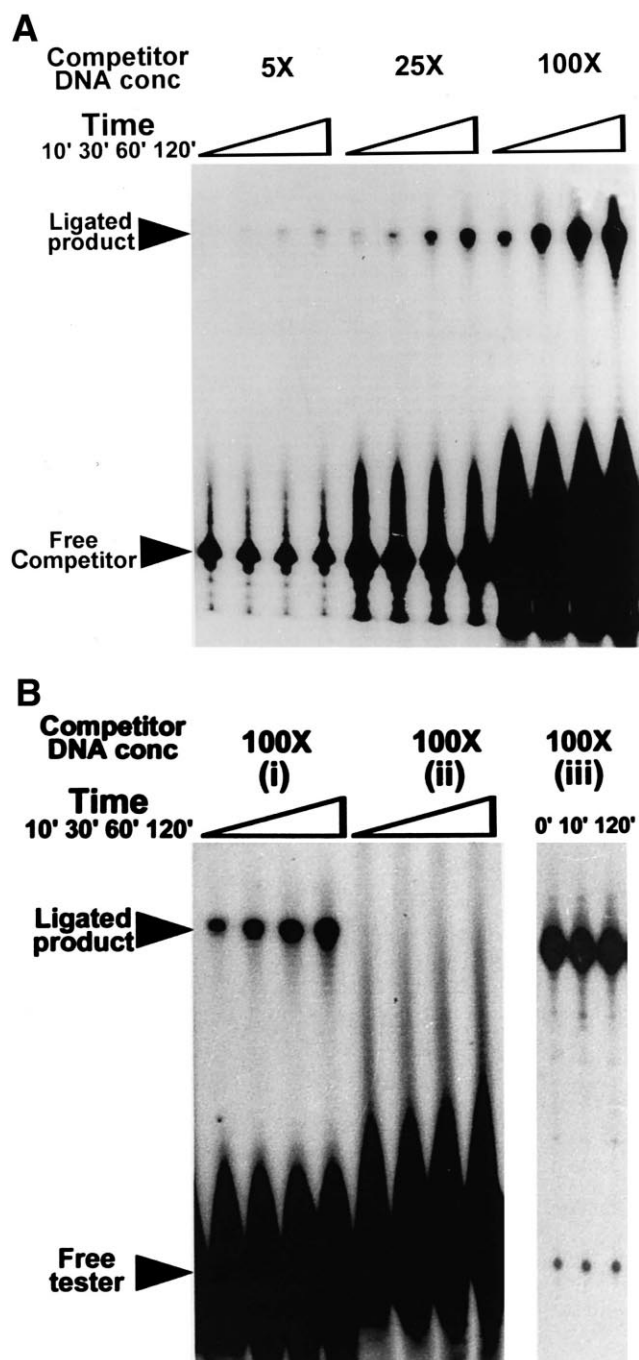 A
Competitor
DNA conc
5X 25X 100X
Time
10' 30' 60' 120'
Ligated
product
Free
Competitor
B
Competitor
DNA conc
100X 100X 100X
(i) (ii) (iii)
Time
10' 30' 60' 120'
0' 10' 120'
Ligated
product
Free
tester